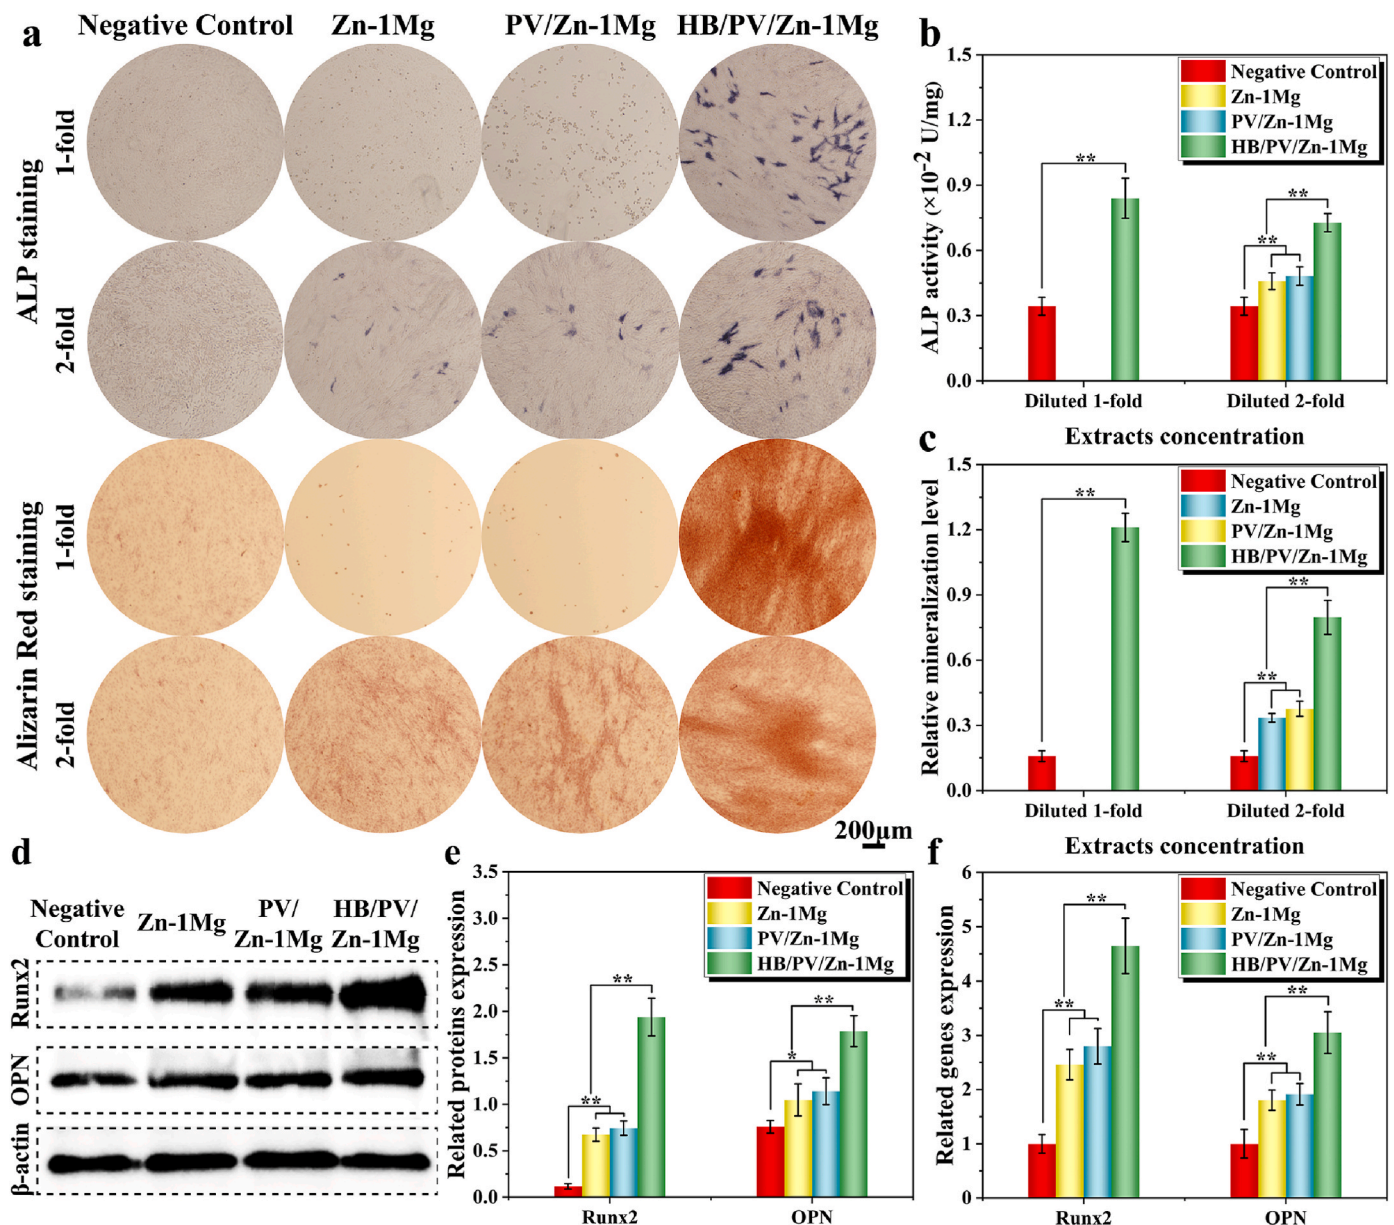 a
Negative Control
Zn-1Mg
PV/Zn-1Mg
HB/PV/Zn-1Mg
ALP staining
1-fold
2-fold
Alizarin Red staining
1-fold
2-fold
200μm
b
ALP activity (×10⁻² U/mg)
1.5
1.2
0.9
0.6
0.3
0.0
Negative Control
Zn-1Mg
PV/Zn-1Mg
HB/PV/Zn-1Mg
**
**
**
Diluted 1-fold
Diluted 2-fold
Extracts concentration
c
Relative mineralization level
1.5
1.2
0.9
0.6
0.3
0.0
Negative Control
Zn-1Mg
PV/Zn-1Mg
HB/PV/Zn-1Mg
**
**
**
Diluted 1-fold
Diluted 2-fold
Extracts concentration
d
Negative
Control
Zn-1Mg
PV/
Zn-1Mg
HB/PV/
Zn-1Mg
Runx2
OPN
β-actin
e
Related proteins expression
3.5
3.0
2.5
2.0
1.5
1.0
0.5
0.0
Negative Control
Zn-1Mg
PV/Zn-1Mg
HB/PV/Zn-1Mg
**
**
*
**
Runx2
OPN
f
Related genes expression
6
5
4
3
2
1
0
Negative Control
Zn-1Mg
PV/Zn-1Mg
HB/PV/Zn-1Mg
**
**
**
**
Runx2
OPN